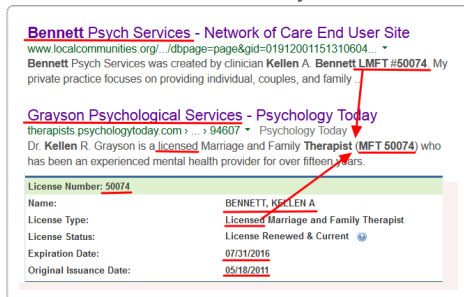 Bennett Psych Services - Network of Care End User Site
www.localcommunities.org/.../dbpage=page&gid=01912001151310604...
Bennett Psych Services was created by clinician Kellen A. Bennett LMFT #50074. My
private practice focuses on providing individual, couples, and family ...
Grayson Psychological Services - Psychology Today
therapists.psychologytoday.com › ... › 94607 Psychology Today
Dr. Kellen R. Grayson is a licensed Marriage and Family Therapist (MFT 50074) who
has been an experienced mental health provider for over fifteen years.
License Number: 50074
Name: BENNETT, KELLEN A
License Type: Licensed Marriage and Family Therapist
License Status: License Renewed & Current
Expiration Date: 07/31/2016
Original Issuance Date: 05/18/2011